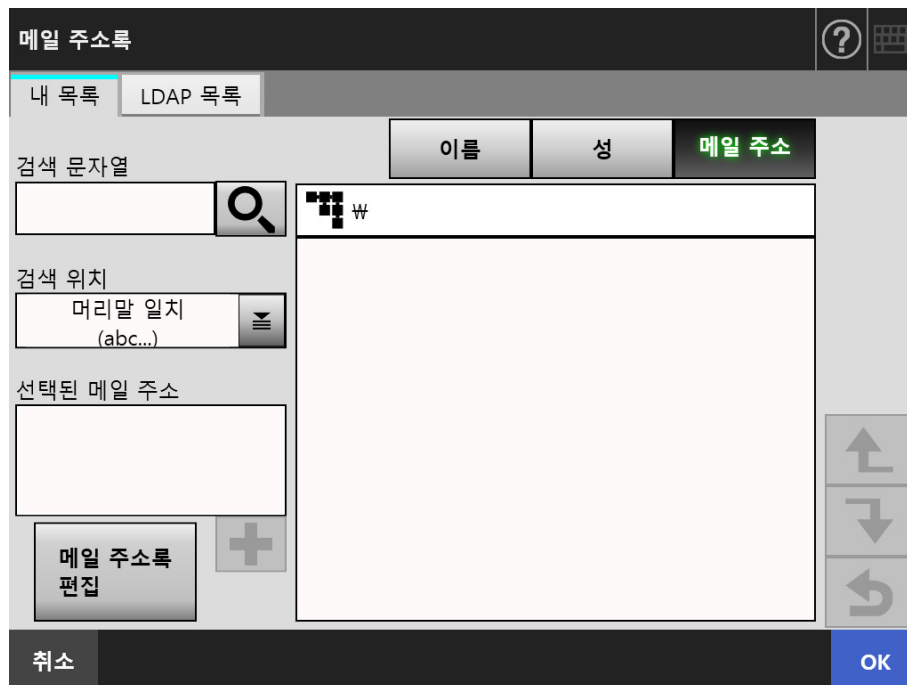 메일 주소록
?
내 목록
LDAP 목록
이름
성
메일 주소
검색 문자열
₩
검색 위치
머리말 일치
(abc...)
선택된 메일 주소
메일 주소록
편집
취소
OK